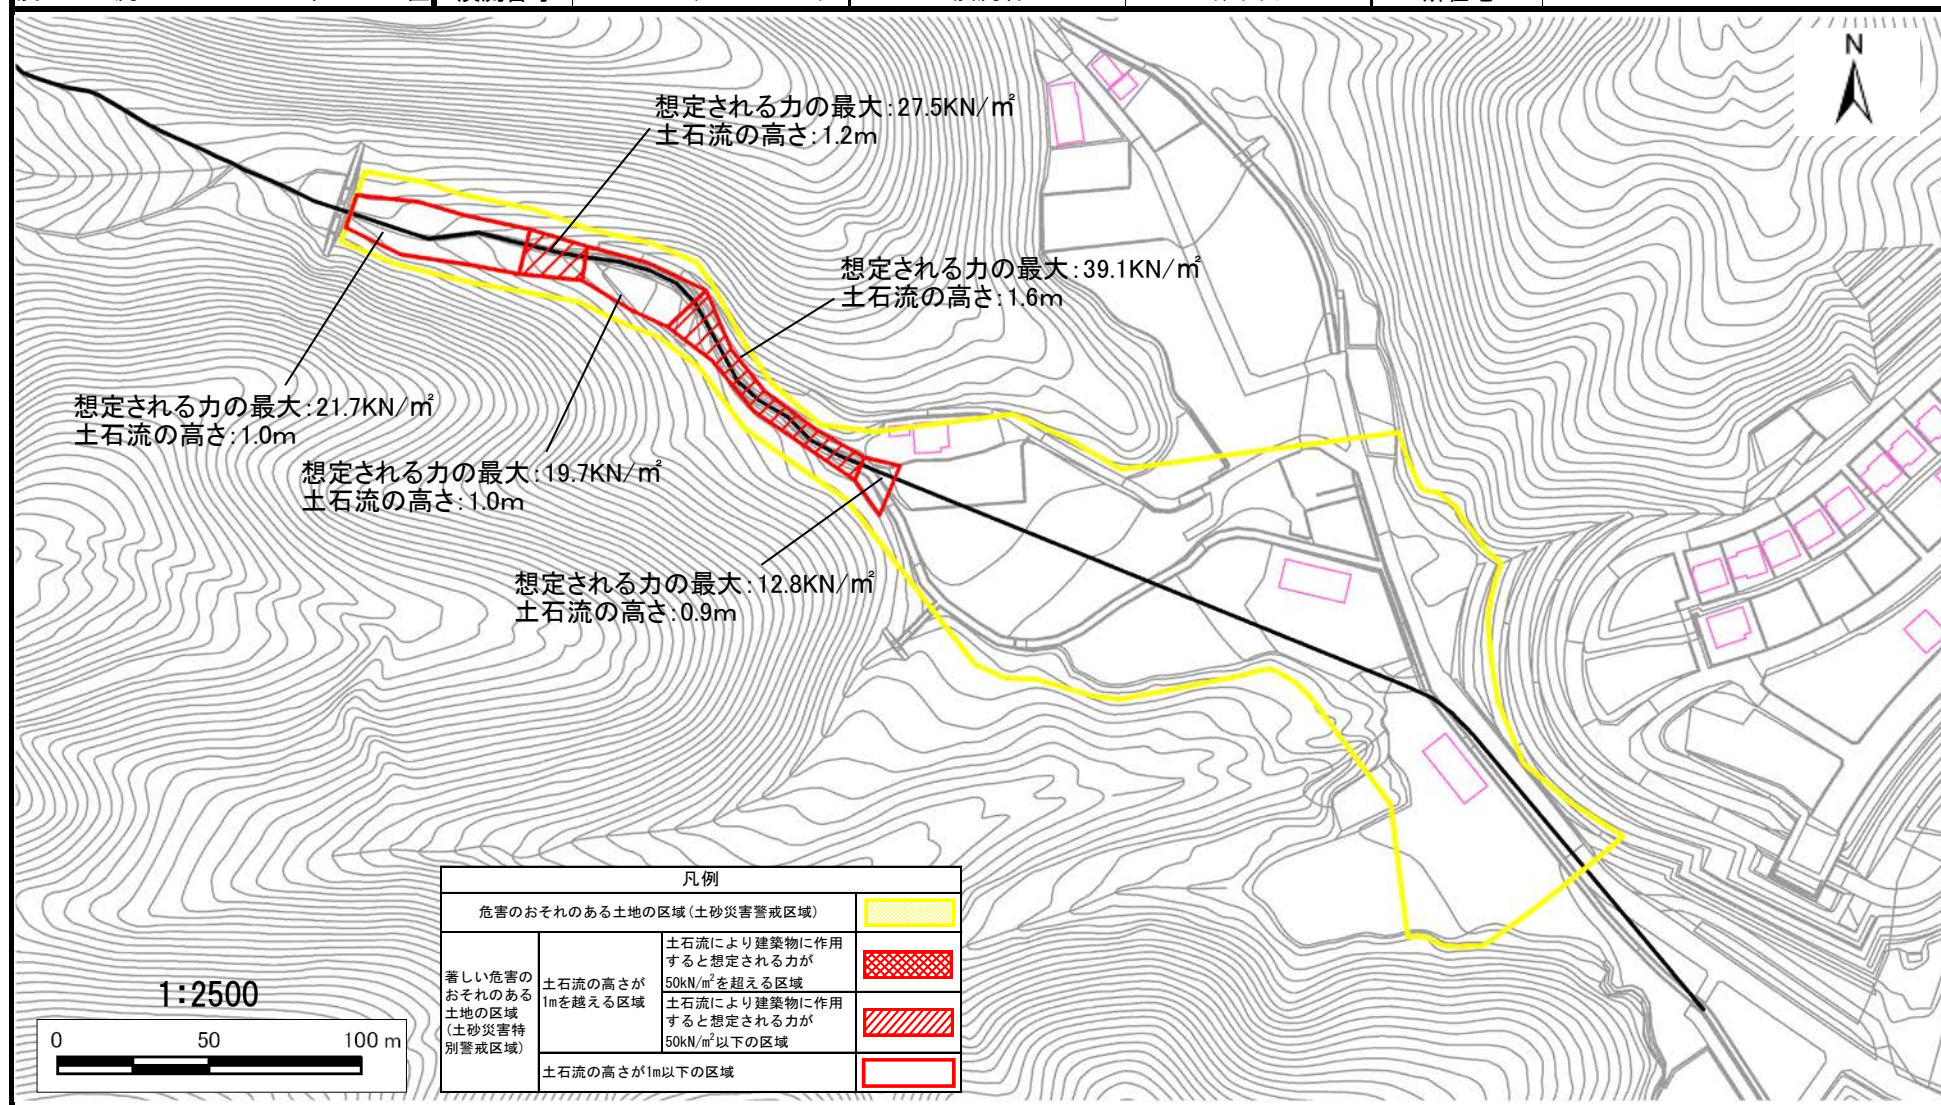 N
想定される力の最大:27.5KN/㎡
土石流の高さ:1.2m
想定される力の最大:39.1KN/㎡
土石流の高さ:1.6m
想定される力の最大:21.7KN/㎡
土石流の高さ:1.0m
想定される力の最大:19.7KN/㎡
土石流の高さ:1.0m
想定される力の最大:12.8KN/㎡
土石流の高さ:0.9m
凡例
危害のおそれのある土地の区域(土砂災害警戒区域)
著しい危害の
おそれのある
土地の区域
(土砂災害特
別警戒区域)
土石流の高さが
1mを越える区域
土石流により建築物に作用
すると想定される力が
50kN/m²を超える区域
土石流により建築物に作用
すると想定される力が
50kN/m²以下の区域
土石流の高さが1m以下の区域
1:2500
0 50 100 m